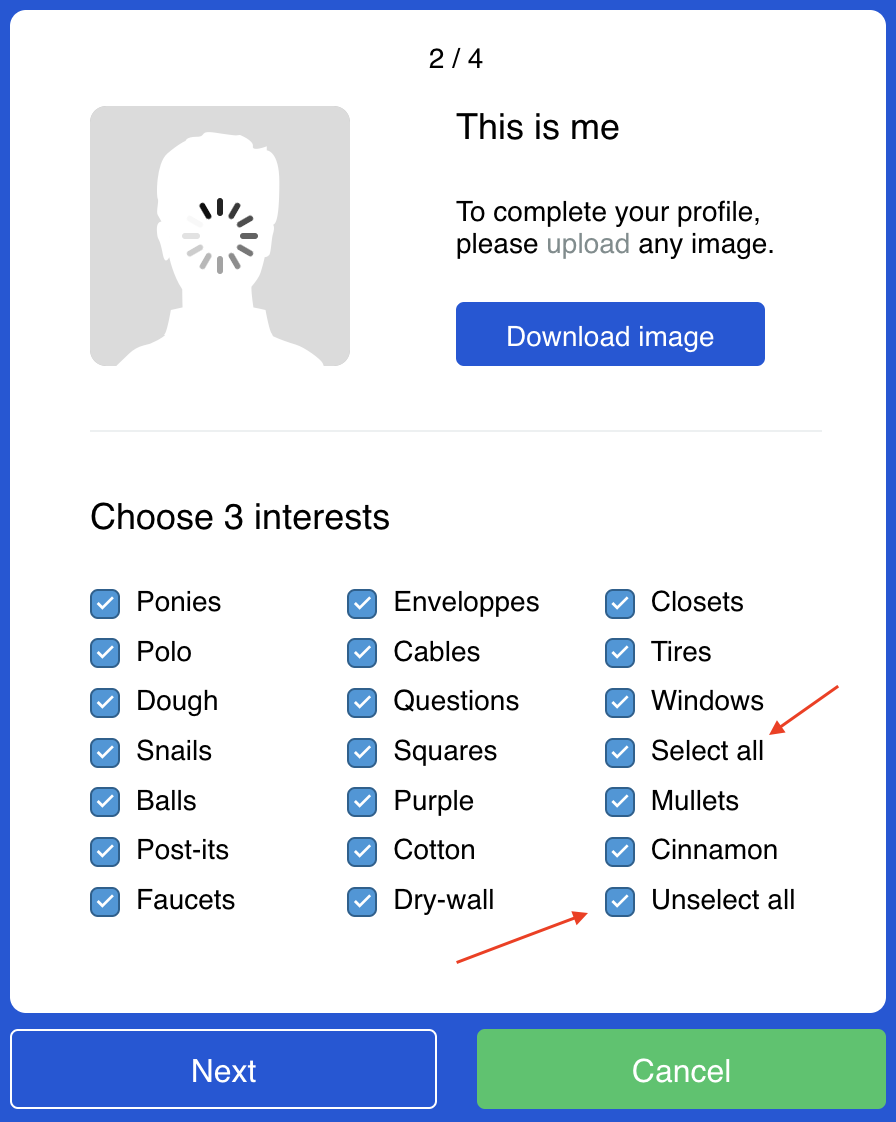 2 / 4
This is me
To complete your profile,
please upload any image.
Download image
Choose 3 interests
Ponies
Enveloppes
Closets
Polo
Cables
Tires
Dough
Questions
Windows
Snails
Squares
Select all
Balls
Purple
Mullets
Post-its
Cotton
Cinnamon
Faucets
Dry-wall
Unselect all
Next
Cancel